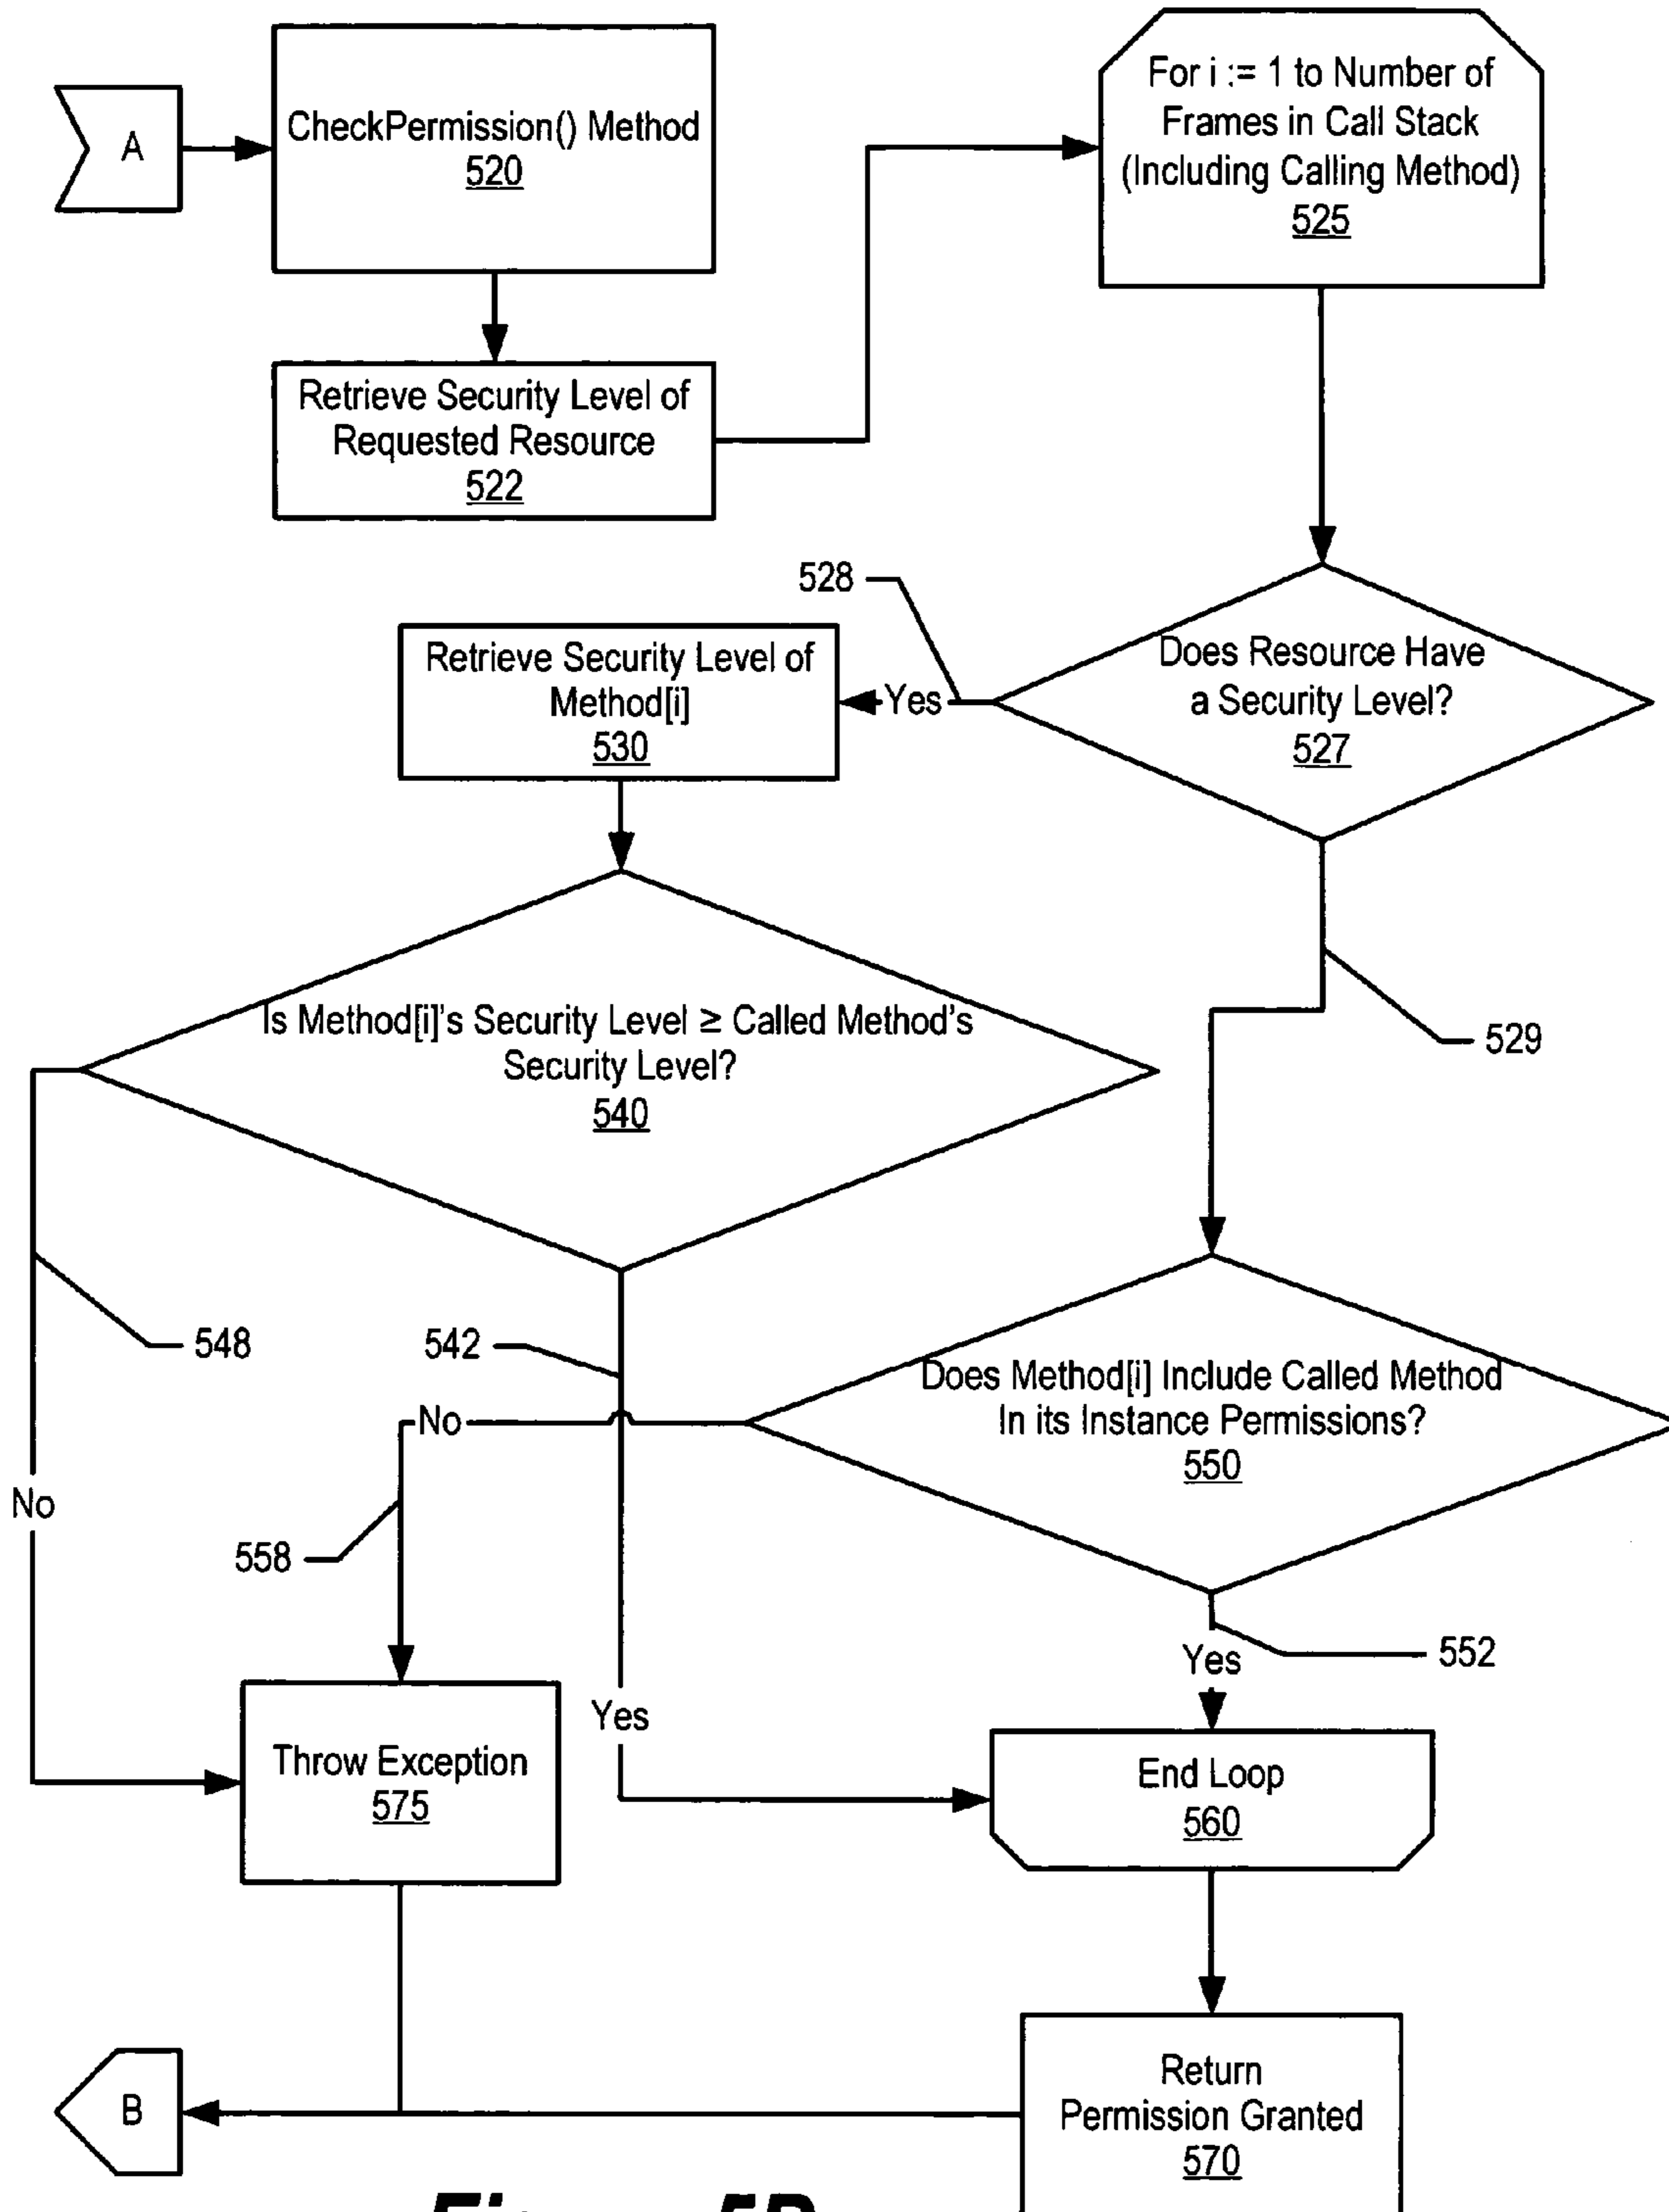 A
CheckPermission() Method
520
For i := 1 to Number of
Frames in Call Stack
(Including Calling Method)
525
Retrieve Security Level of
Requested Resource
522
528
Does Resource Have
a Security Level?
527
Yes
Retrieve Security Level of
Method[i]
530
Is Method[i]'s Security Level ≥ Called Method's
Security Level?
540
529
548
542
Does Method[i] Include Called Method
In its Instance Permissions?
550
No
No
558
552
Yes
Yes
Throw Exception
575
End Loop
560
Return
Permission Granted
570
B